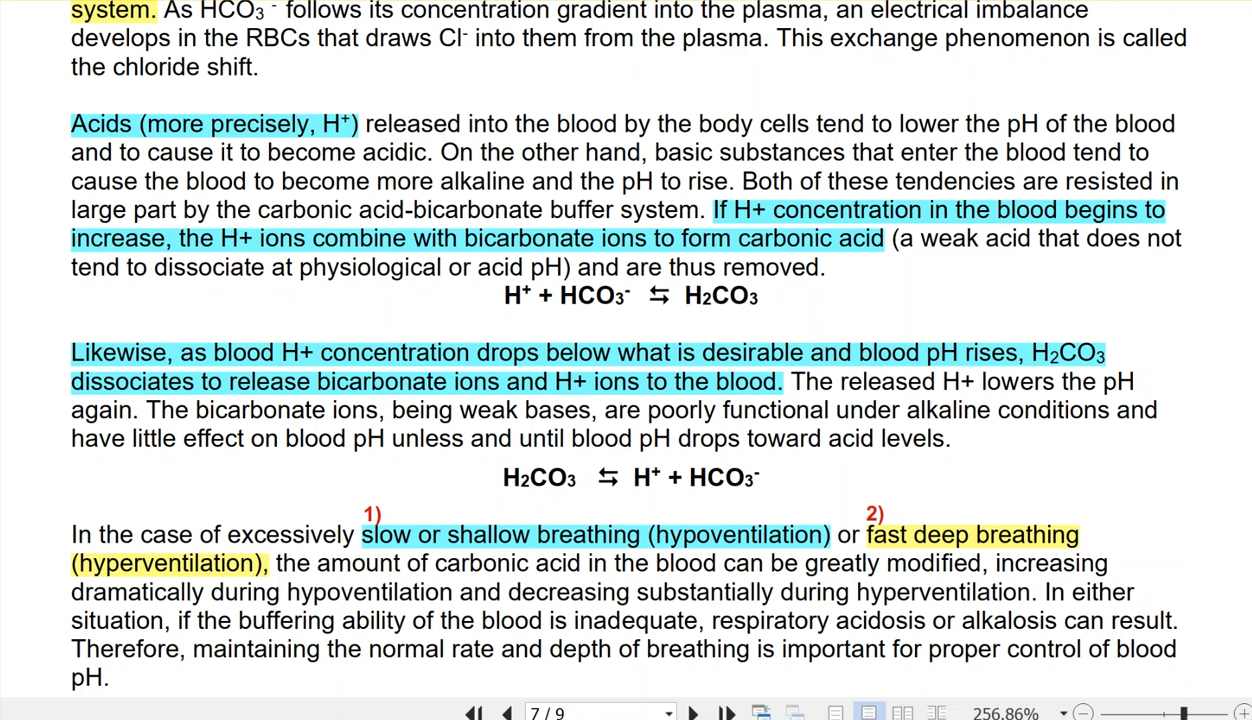 system. As HCO₃⁻ follows its concentration gradient into the plasma, an electrical imbalance
develops in the RBCs that draws Cl⁻ into them from the plasma. This exchange phenomenon is called
the chloride shift.
Acids (more precisely, H⁺) released into the blood by the body cells tend to lower the pH of the blood
and to cause it to become acidic. On the other hand, basic substances that enter the blood tend to
cause the blood to become more alkaline and the pH to rise. Both of these tendencies are resisted in
large part by the carbonic acid-bicarbonate buffer system. If H+ concentration in the blood begins to
increase, the H+ ions combine with bicarbonate ions to form carbonic acid (a weak acid that does not
tend to dissociate at physiological or acid pH) and are thus removed.
H⁺ + HCO₃⁻ ⇆ H₂CO₃
Likewise, as blood H+ concentration drops below what is desirable and blood pH rises, H₂CO₃
dissociates to release bicarbonate ions and H+ ions to the blood. The released H+ lowers the pH
again. The bicarbonate ions, being weak bases, are poorly functional under alkaline conditions and
have little effect on blood pH unless and until blood pH drops toward acid levels.
H₂CO₃ ⇆ H⁺ + HCO₃⁻
1) 2)
In the case of excessively slow or shallow breathing (hypoventilation) or fast deep breathing
(hyperventilation), the amount of carbonic acid in the blood can be greatly modified, increasing
dramatically during hypoventilation and decreasing substantially during hyperventilation. In either
situation, if the buffering ability of the blood is inadequate, respiratory acidosis or alkalosis can result.
Therefore, maintaining the normal rate and depth of breathing is important for proper control of blood
pH.
7 / 9 256.86%